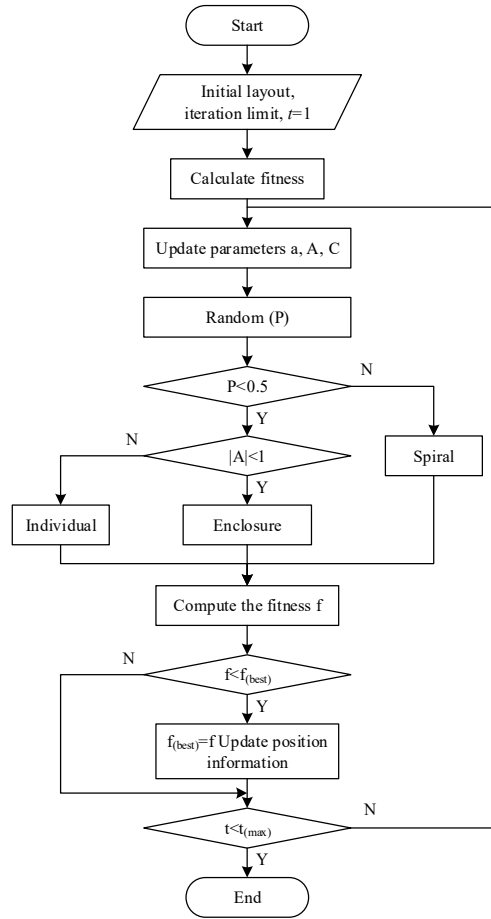 Start
Initial layout,
iteration limit, t=1
Calculate fitness
Update parameters a, A, C
Random (P)
P<0.5
N
Y
|A|<1
N
Y
Spiral
Individual
Enclosure
Compute the fitness f
f<f(best)
N
Y
f(best)=f Update position
information
t<t(max)
N
Y
End